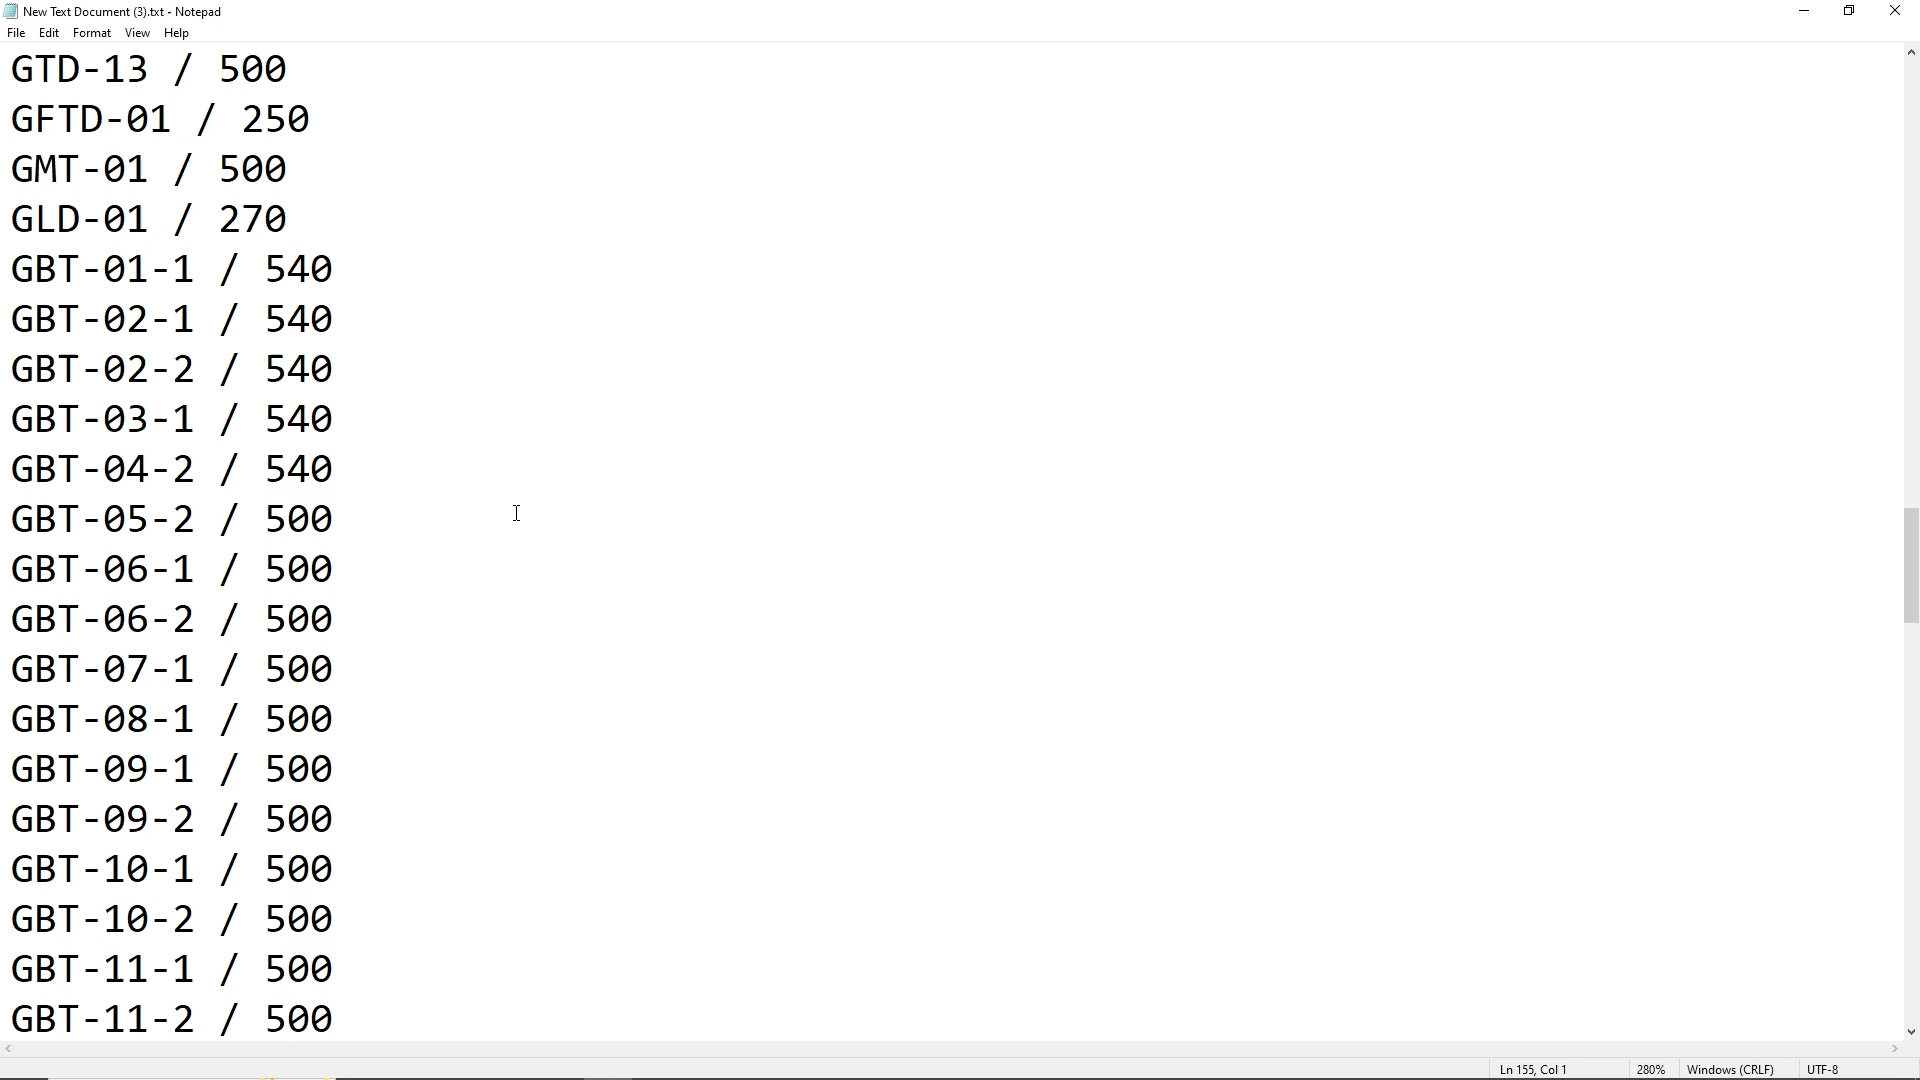 New Text Document (3).txt - Notepad
File Edit Format View Help
GTD-13 / 500
GFTD-01 / 250
GMT-01 / 500
GLD-01 / 270
GBT-01-1 / 540
GBT-02-1 / 540
GBT-02-2 / 540
GBT-03-1 / 540
GBT-04-2 / 540
GBT-05-2 / 500
GBT-06-1 / 500
GBT-06-2 / 500
GBT-07-1 / 500
GBT-08-1 / 500
GBT-09-1 / 500
GBT-09-2 / 500
GBT-10-1 / 500
GBT-10-2 / 500
GBT-11-1 / 500
GBT-11-2 / 500
Ln 155, Col 1 280% Windows (CRLF) UTF-8